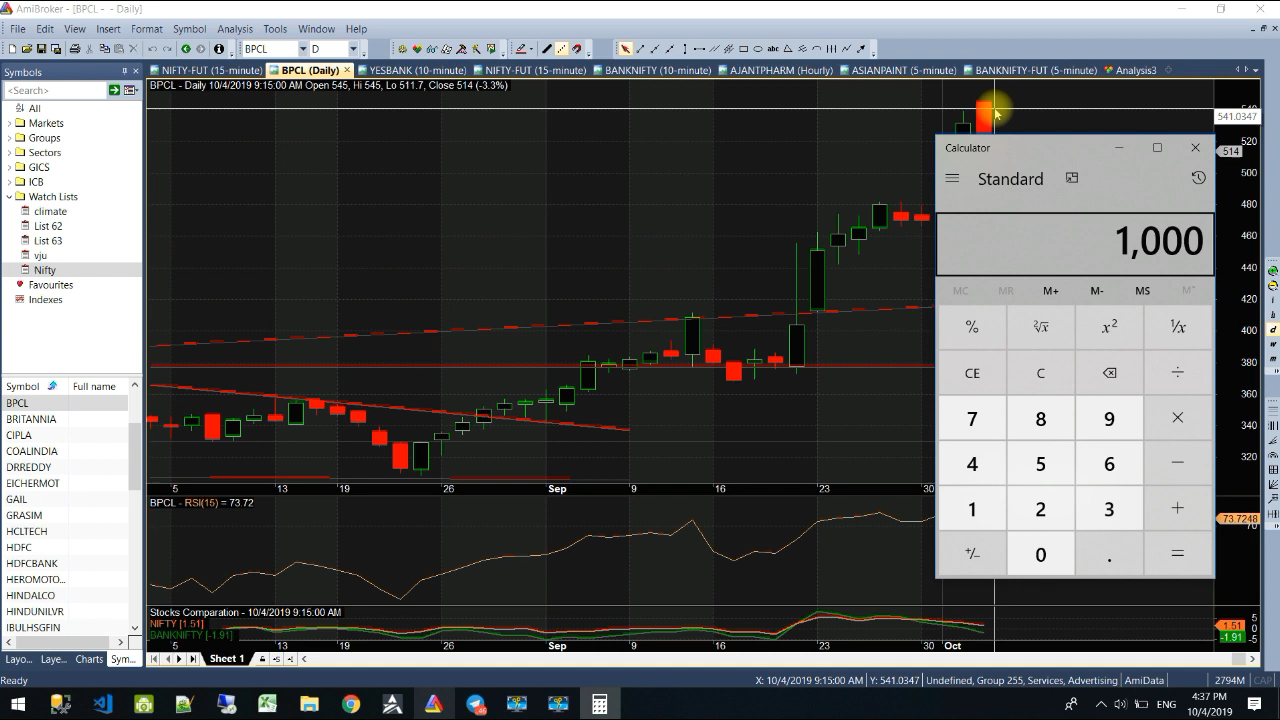 AmiBroker - [BPCL - - Daily]
File Edit View Insert Format Symbol Analysis Tools Window Help
BPCL D
Symbols
NIFTY-FUT (15-minute) BPCL (Daily) YESBANK (10-minute) NIFTY-FUT (15-minute) BANKNIFTY (10-minute) AJANTPHARM (Hourly) ASIANPAINT (5-minute) BANKNIFTY-FUT (5-minute) Analysis3
<Search>
All
Markets
Groups
Sectors
GICS
ICB
Watch Lists
climate
List 62
List 63
vju
Nifty
Favourites
Indexes
Symbol Full name
BPCL
BRITANNIA
CIPLA
COALINDIA
DRREDDY
EICHERMOT
GAIL
GRASIM
HCLTECH
HDFC
HDFCBANK
HEROMOTO...
HINDALCO
HINDUNILVR
IBULHSGFIN
Layo... Laye... Charts Sym...
BPCL - Daily 10/4/2019 9:15:00 AM Open 545, Hi 545, Lo 511.7, Close 514 (-3.3%)
541.0347
520
514
500
480
460
440
420
400
380
360
340
320
5 13 19 26 Sep 9 16 23 30
BPCL - RSI(15) = 73.72
73.7248
Stocks Comparation - 10/4/2019 9:15:00 AM
NIFTY [1.51]
BANKNIFTY [-1.91]
5
1.51
0
-1.91
-5
5 13 19 26 Sep 9 16 23 30 Oct
Sheet 1
Calculator
Standard
1,000
MC MR M+ M- MS M˅
% ³√x x² ¹/x
CE C ÷
7 8 9 ×
4 5 6 −
1 2 3 +
+/− 0 . =
Ready X: 10/4/2019 9:15:00 AM Y: 541.0347 Undefined, Group 255, Services, Advertising AmiData 2794M CAP
ENG
4:37 PM
10/4/2019